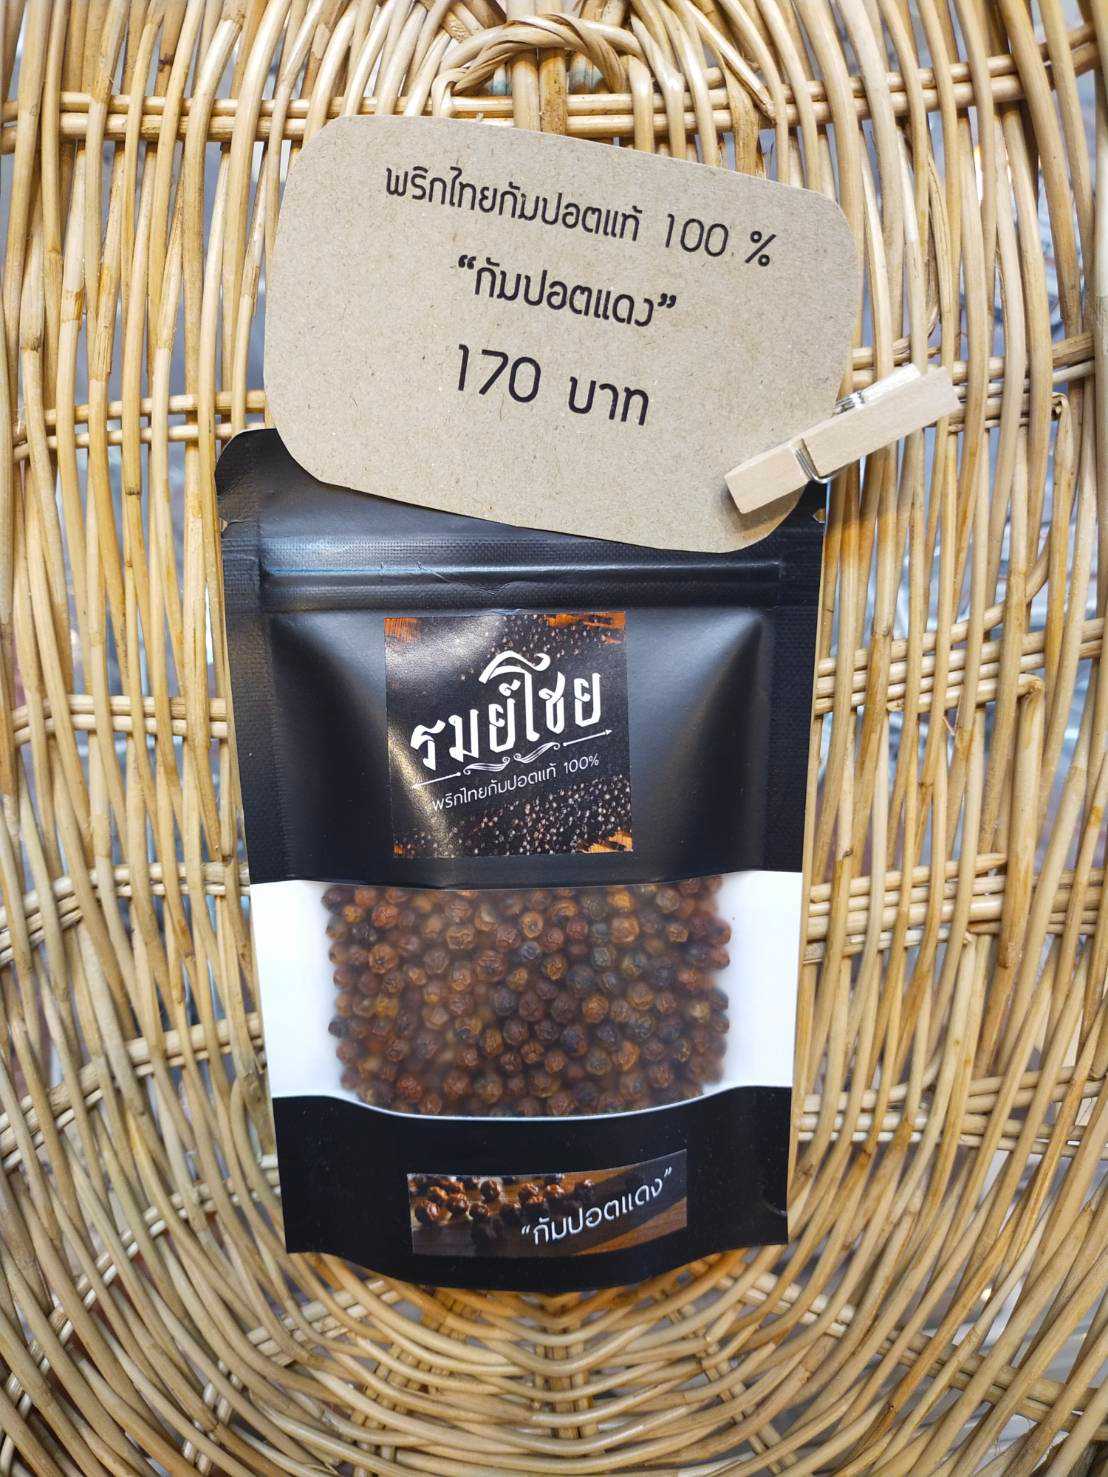 พริกไทยกัมปอตแท้ 100 %
“กัมปอตแดง”
170 บาท
รมย์โชย
พริกไทยกัมปอตแท้ 100%
“กัมปอตแดง”